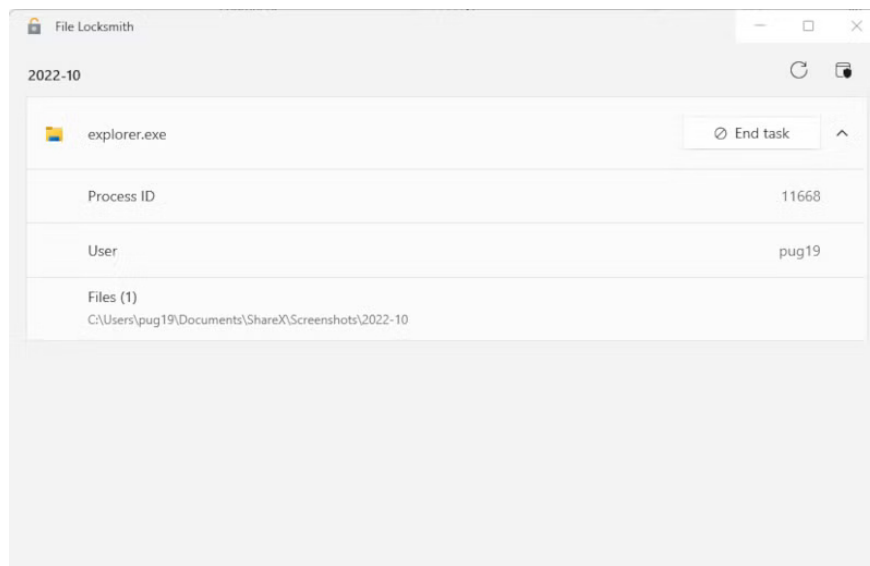 File Locksmith
2022-10
explorer.exe
End task
Process ID
11668
User
pug19
Files (1)
C:\Users\pug19\Documents\ShareX\Screenshots\2022-10